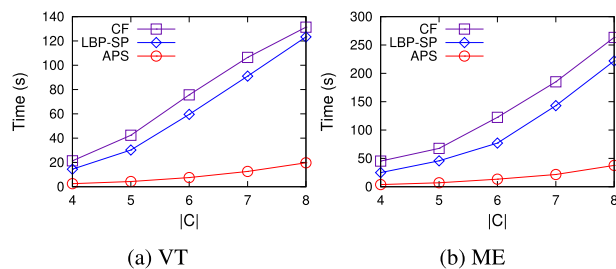 140
120
100
80
60
40
20
0
Time (s)
CF
LBP-SP
APS
4 5 6 7 8
|C|
(a) VT
300
250
200
150
100
50
0
Time (s)
CF
LBP-SP
APS
4 5 6 7 8
|C|
(b) ME